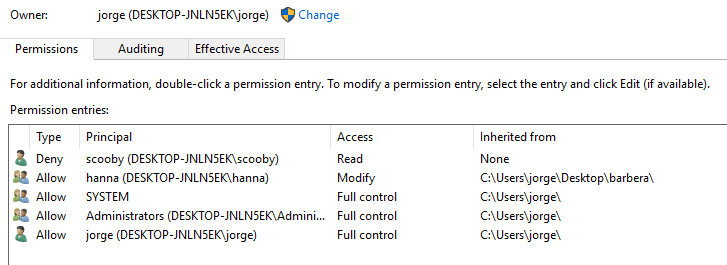 Owner: jorge (DESKTOP-JNLN5EK\jorge) Change
Permissions Auditing Effective Access
For additional information, double-click a permission entry. To modify a permission entry, select the entry and click Edit (if available).
Permission entries:
Type Principal Access Inherited from
Deny scooby (DESKTOP-JNLN5EK\scooby) Read None
Allow hanna (DESKTOP-JNLN5EK\hanna) Modify C:\Users\jorge\Desktop\barbera\
Allow SYSTEM Full control C:\Users\jorge\
Allow Administrators (DESKTOP-JNLN5EK\Admini... Full control C:\Users\jorge\
Allow jorge (DESKTOP-JNLN5EK\jorge) Full control C:\Users\jorge\